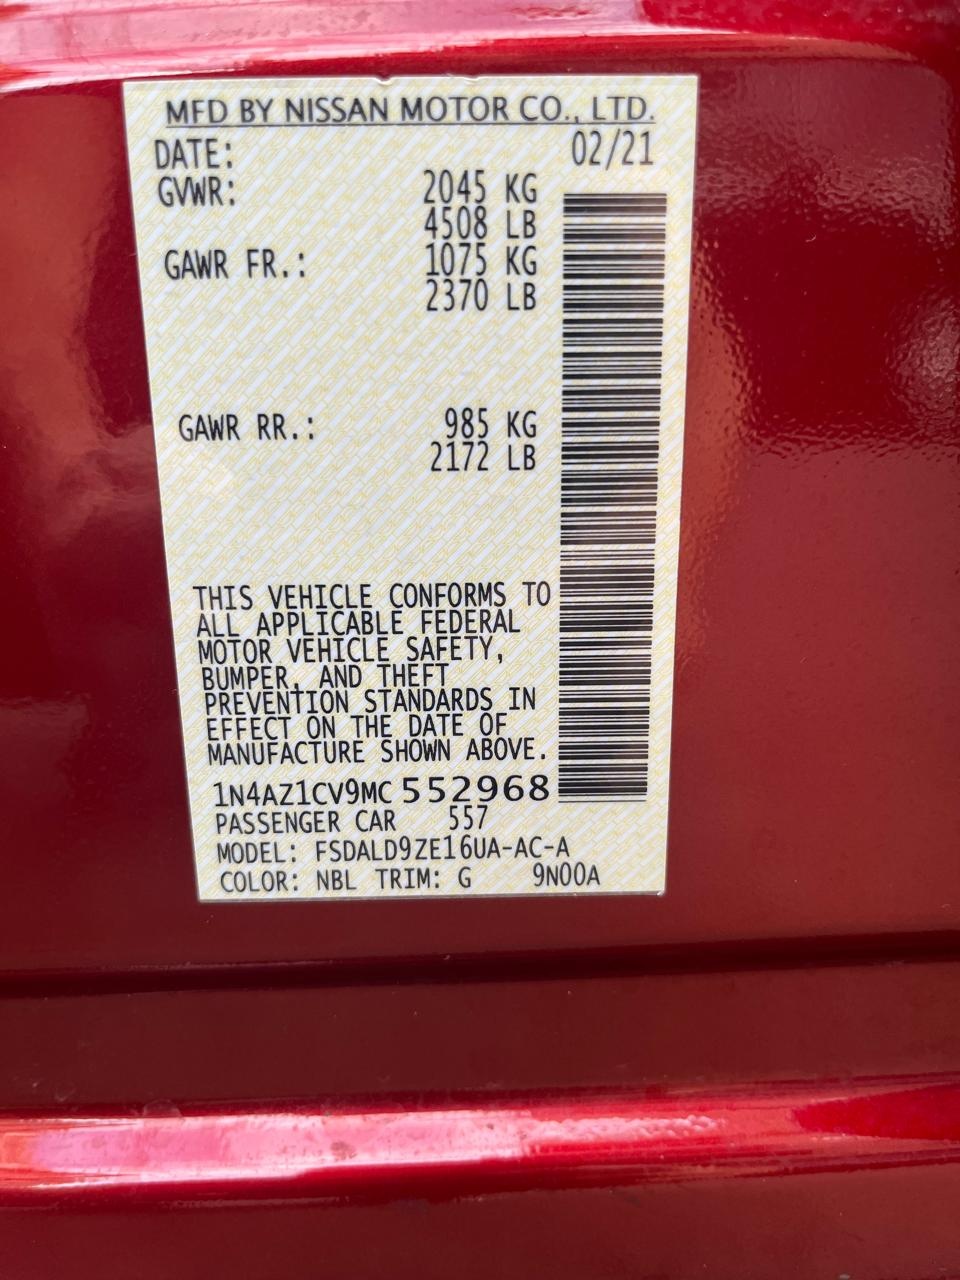 MFD BY NISSAN MOTOR CO., LTD.
DATE: 02/21
GVWR: 2045 KG
4508 LB
GAWR FR.: 1075 KG
2370 LB
GAWR RR.: 985 KG
2172 LB
THIS VEHICLE CONFORMS TO
ALL APPLICABLE FEDERAL
MOTOR VEHICLE SAFETY,
BUMPER, AND THEFT
PREVENTION STANDARDS IN
EFFECT ON THE DATE OF
MANUFACTURE SHOWN ABOVE.
1N4AZ1CV9MC552968
PASSENGER CAR 557
MODEL: FSDALD9ZE16UA-AC-A
COLOR: NBL TRIM: G 9N00A